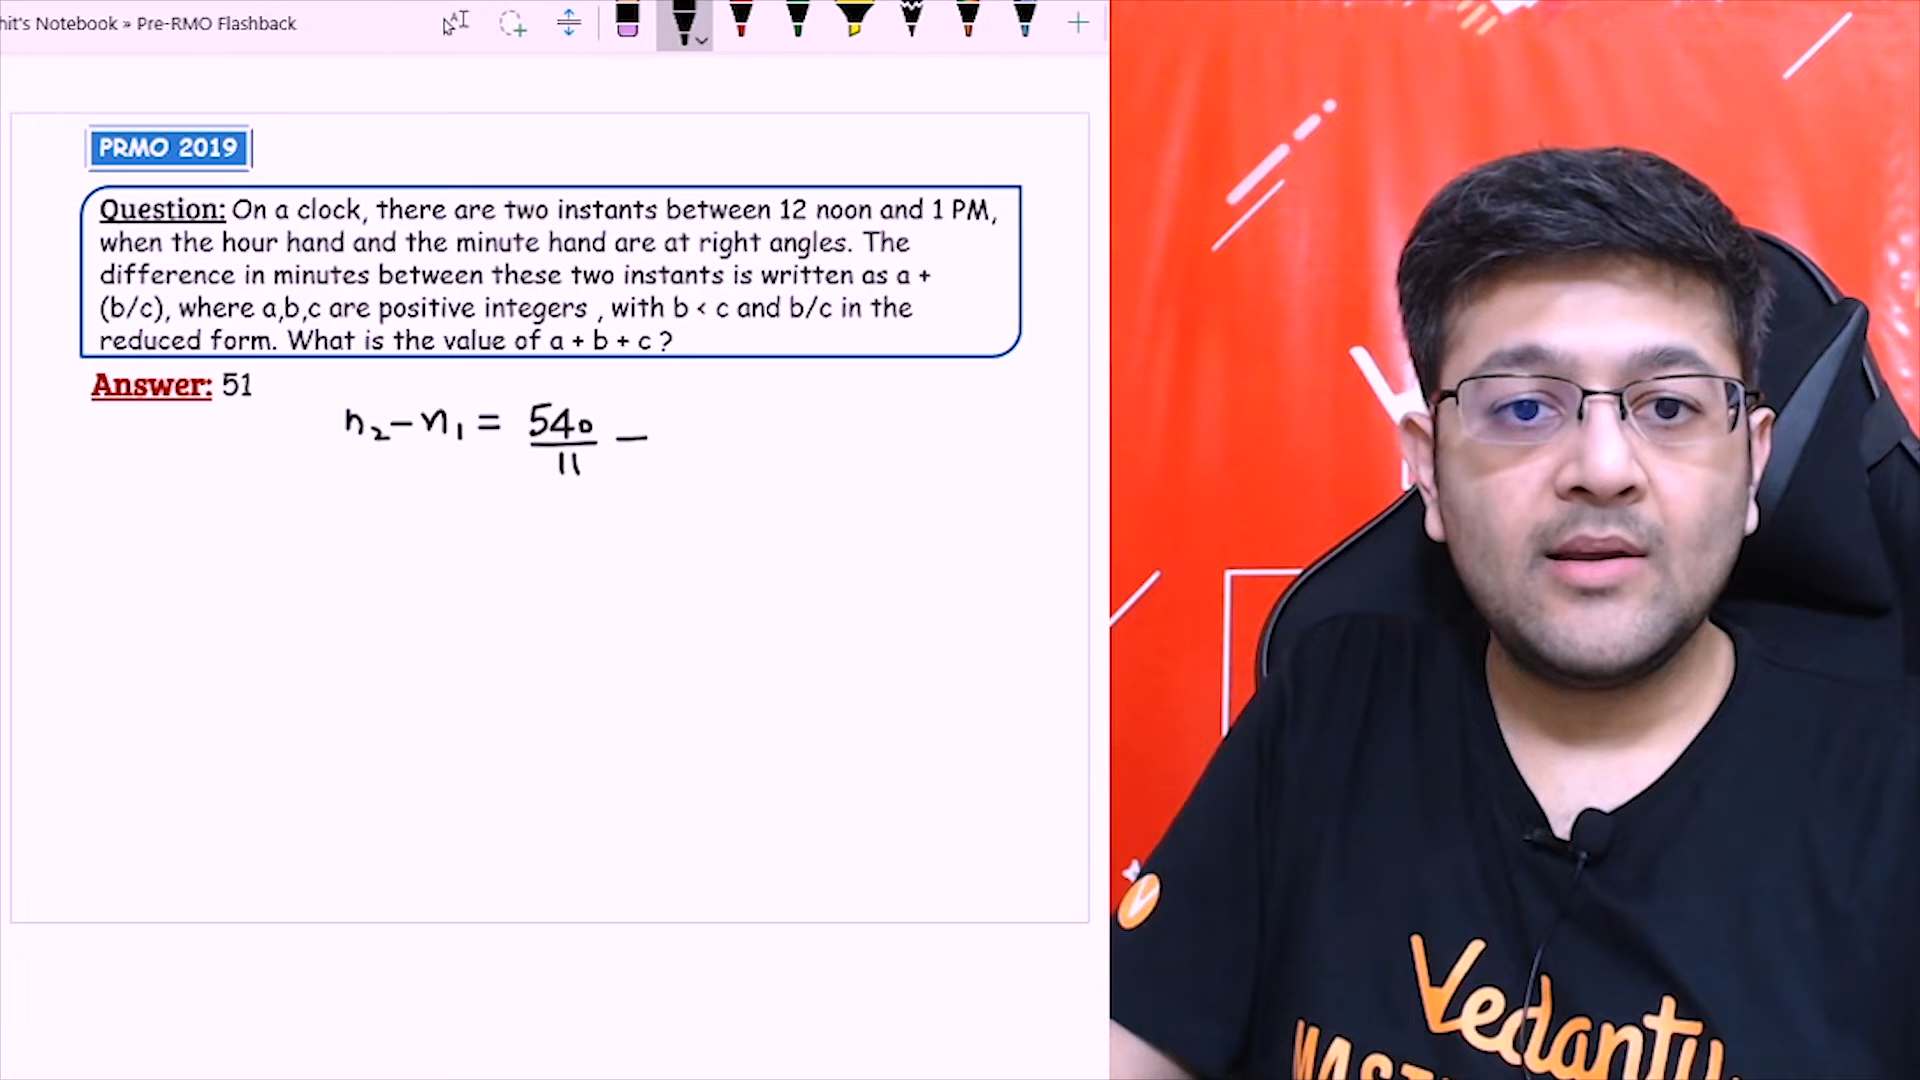 hit's Notebook » Pre-RMO Flashback
PRMO 2019
Question: On a clock, there are two instants between 12 noon and 1 PM,
when the hour hand and the minute hand are at right angles. The
difference in minutes between these two instants is written as a +
(b/c), where a,b,c are positive integers , with b < c and b/c in the
reduced form. What is the value of a + b + c ?
Answer: 51
n₂ - n₁ = 540/11 -
Vedantu